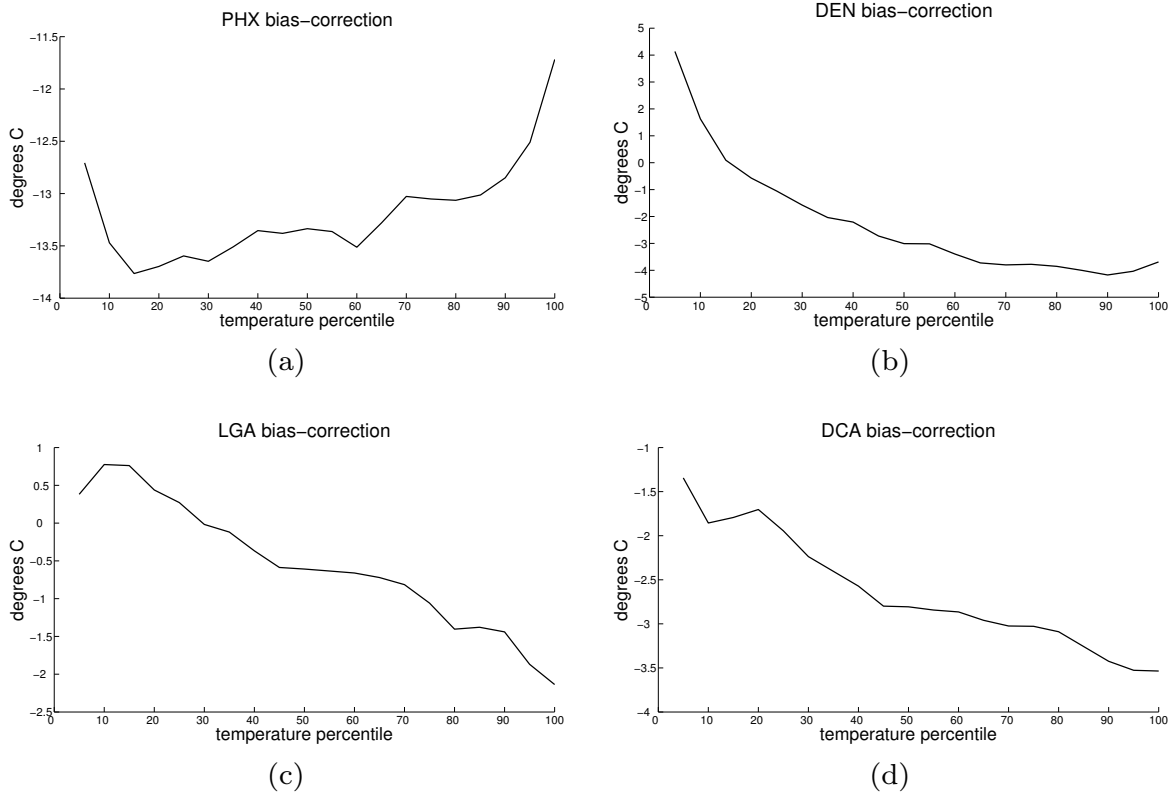 PHX bias−correction
−11.5
−12
−12.5
−13
−13.5
−14
degrees C
0 10 20 30 40 50 60 70 80 90 100
temperature percentile
(a)
DEN bias−correction
5
4
3
2
1
0
−1
−2
−3
−4
−5
degrees C
0 10 20 30 40 50 60 70 80 90 100
temperature percentile
(b)
LGA bias−correction
1
0.5
0
−0.5
−1
−1.5
−2
−2.5
degrees C
0 10 20 30 40 50 60 70 80 90 100
temperature percentile
(c)
DCA bias−correction
−1
−1.5
−2
−2.5
−3
−3.5
−4
degrees C
0 10 20 30 40 50 60 70 80 90 100
temperature percentile
(d)